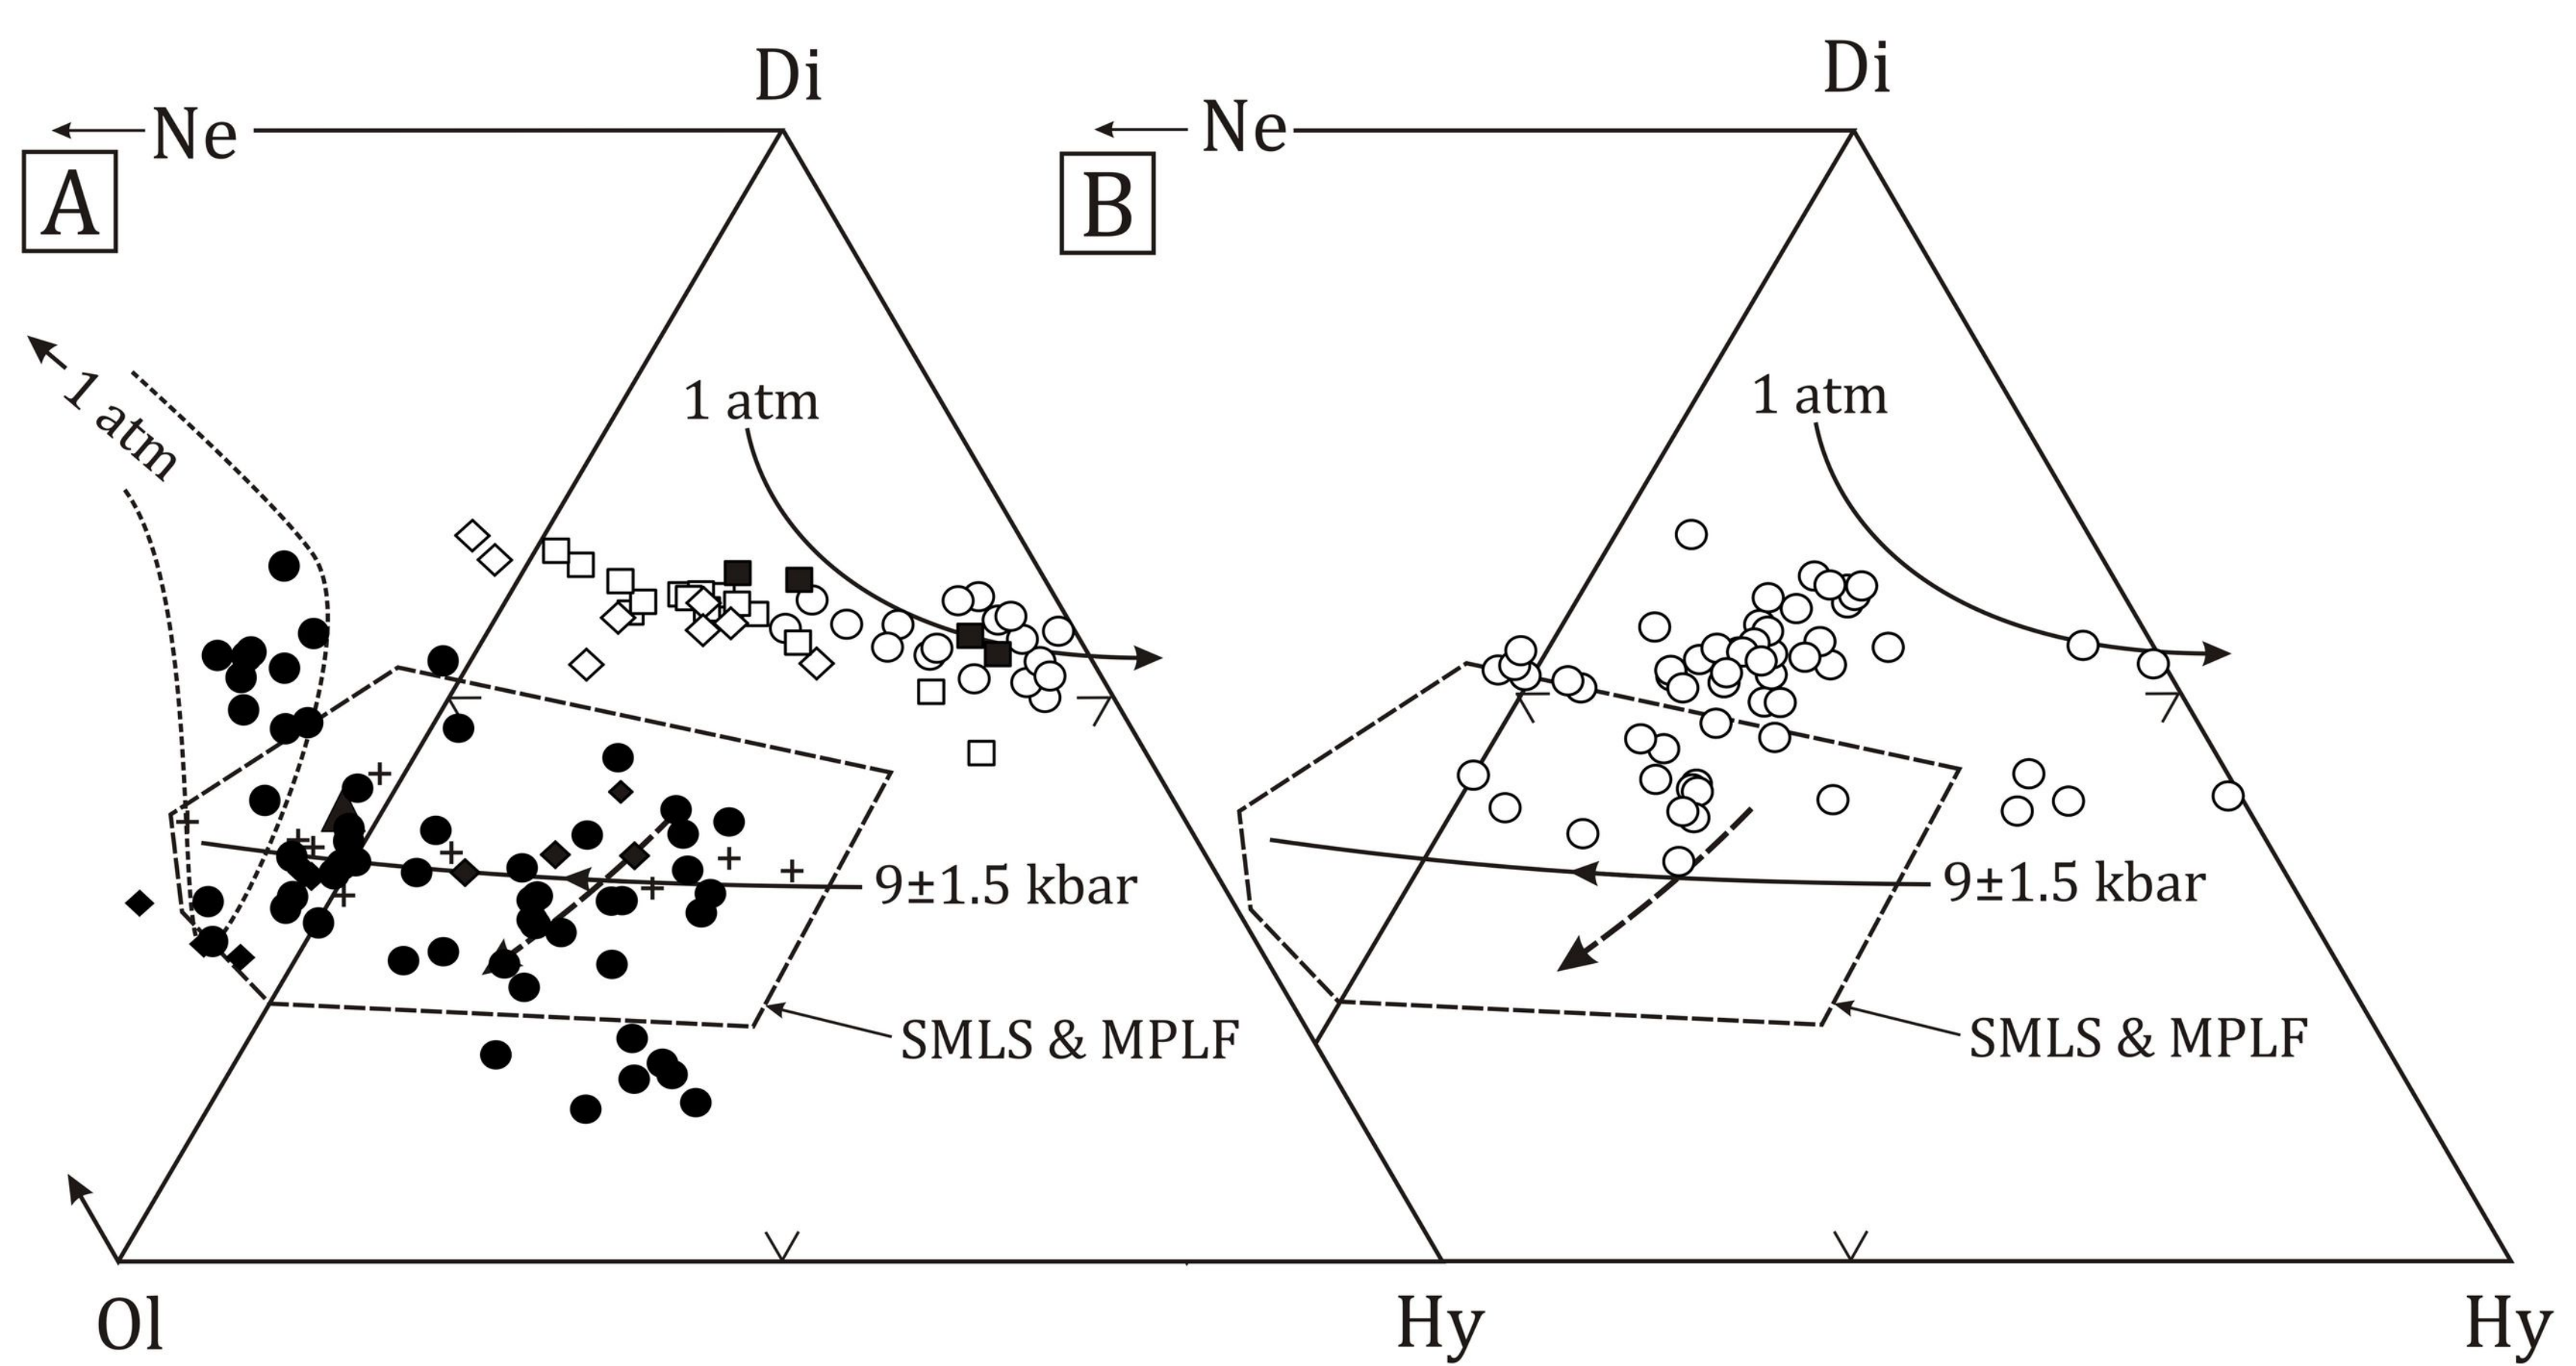 Di
Di
Ne
Ne
A
B
1 atm
1 atm
1 atm
9±1.5 kbar
9±1.5 kbar
SMLS & MPLF
SMLS & MPLF
Ol
Hy
Hy